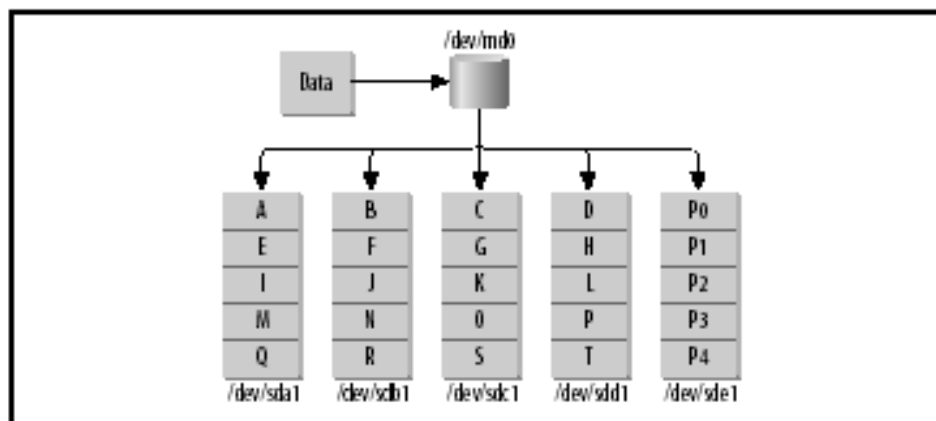 /dev/md0
Data
A B C D P0
E F G H P1
I J K L P2
M N O P P3
Q R S T P4
/dev/sda1 /dev/sdb1 /dev/sdc1 /dev/sdd1 /dev/sde1